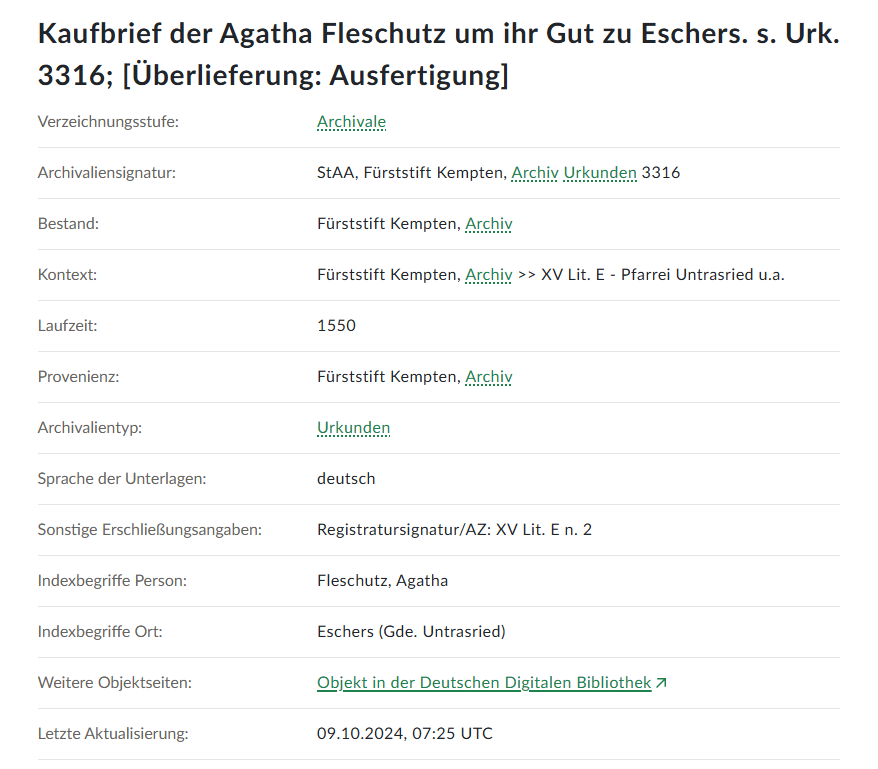 Kaufbrief der Agatha Fleschutz um ihr Gut zu Eschers. s. Urk.
3316; [Überlieferung: Ausfertigung]
Verzeichnungsstufe: Archivale
Archivaliensignatur: StAA, Fürststift Kempten, Archiv Urkunden 3316
Bestand: Fürststift Kempten, Archiv
Kontext: Fürststift Kempten, Archiv >> XV Lit. E - Pfarrei Untrasried u.a.
Laufzeit: 1550
Provenienz: Fürststift Kempten, Archiv
Archivalientyp: Urkunden
Sprache der Unterlagen: deutsch
Sonstige Erschließungsangaben: Registratursignatur/AZ: XV Lit. E n. 2
Indexbegriffe Person: Fleschutz, Agatha
Indexbegriffe Ort: Eschers (Gde. Untrasried)
Weitere Objektseiten: Objekt in der Deutschen Digitalen Bibliothek
Letzte Aktualisierung: 09.10.2024, 07:25 UTC